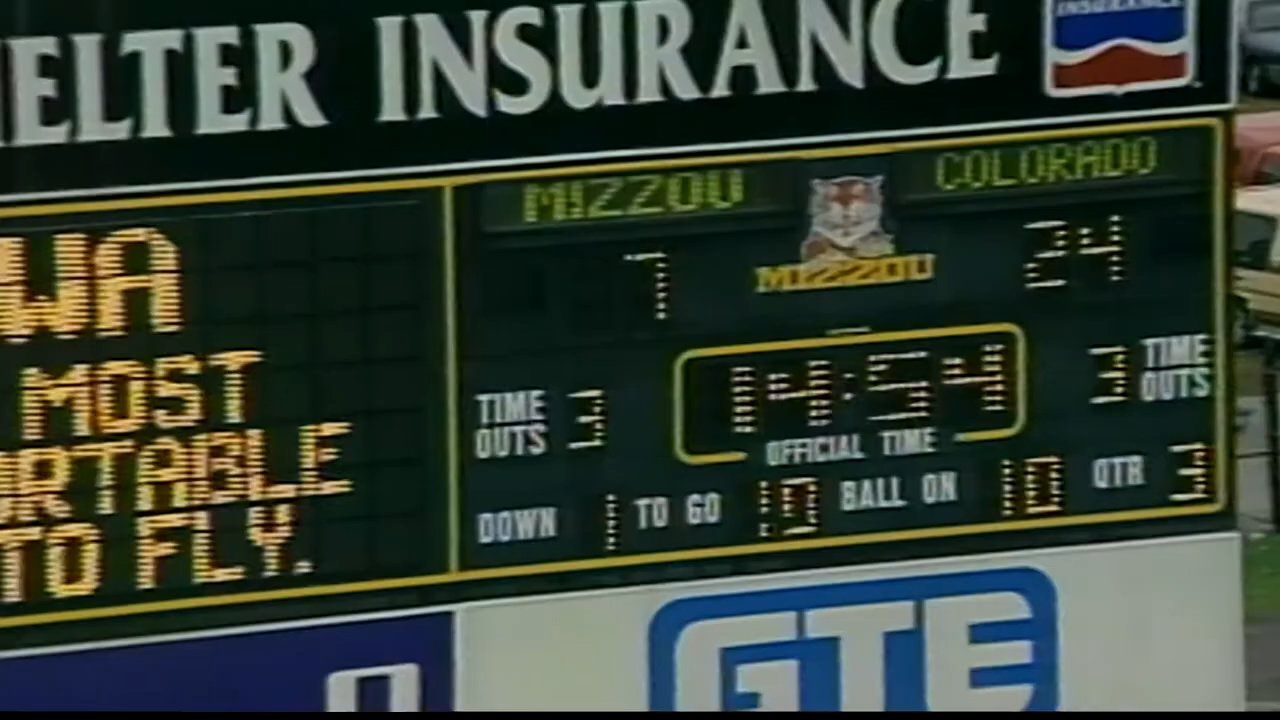 ELTER INSURANCE
INSURANCE
MIZZOU
COLORADO
7
MIZZOU
24
WA
MOST
RTABLE
TO FLY.
TIME OUTS 3
14:54
OFFICIAL TIME
3 TIME OUTS
DOWN 1 TO GO 10 BALL ON 10 QTR 3
GTE